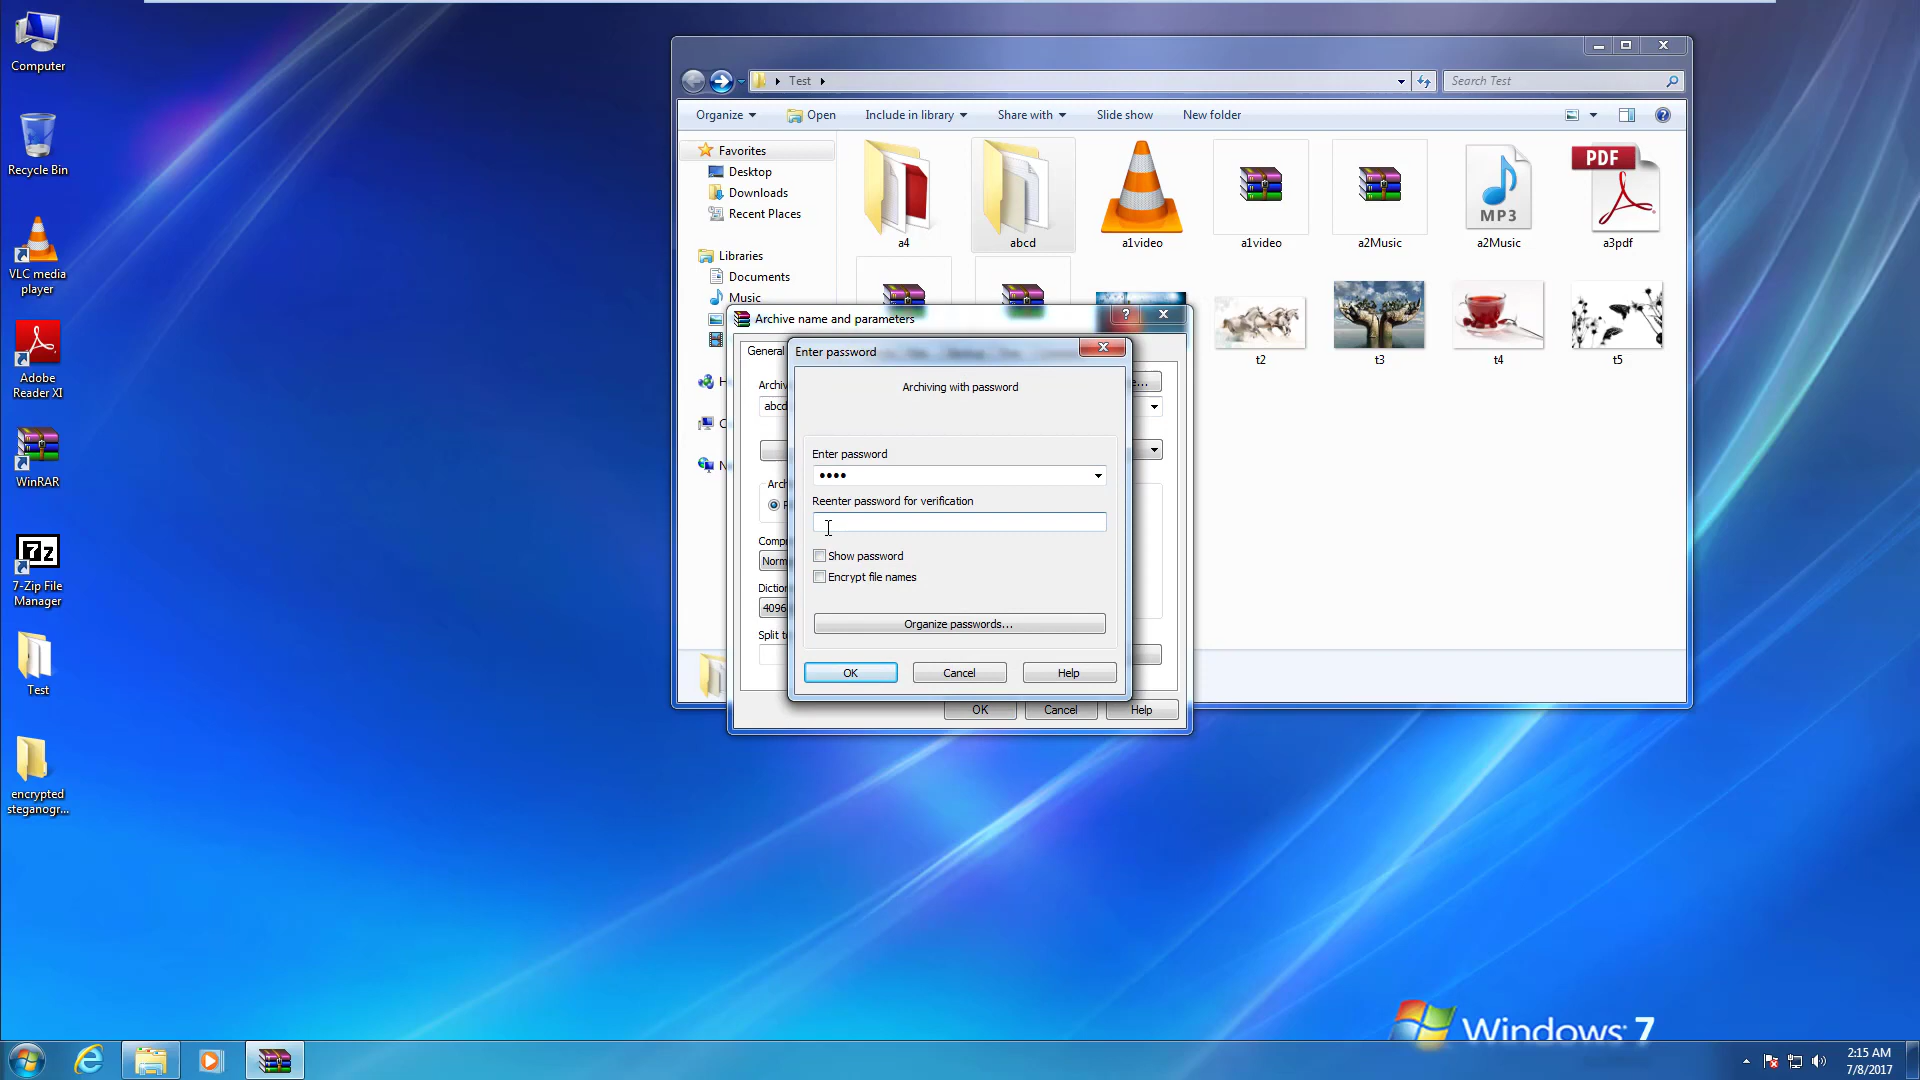 Computer
Recycle Bin
VLC media
player
Adobe
Reader XI
WinRAR
7z
7-Zip File
Manager
Test
encrypted
steganogr...
Test
Search Test
Organize
Open
Include in library
Share with
Slide show
New folder
Favorites
Desktop
Downloads
Recent Places
Libraries
Documents
Music
a4
abcd
a1video
a1video
a2Music
MP3
a2Music
PDF
a3pdf
t2
t3
t4
t5
Archive name and parameters
?
General
abcd
4096
OK
Cancel
Help
Enter password
Archiving with password
Enter password
••••
Reenter password for verification
Show password
Encrypt file names
Organize passwords...
OK
Cancel
Help
Windows 7
2:15 AM
7/8/2017